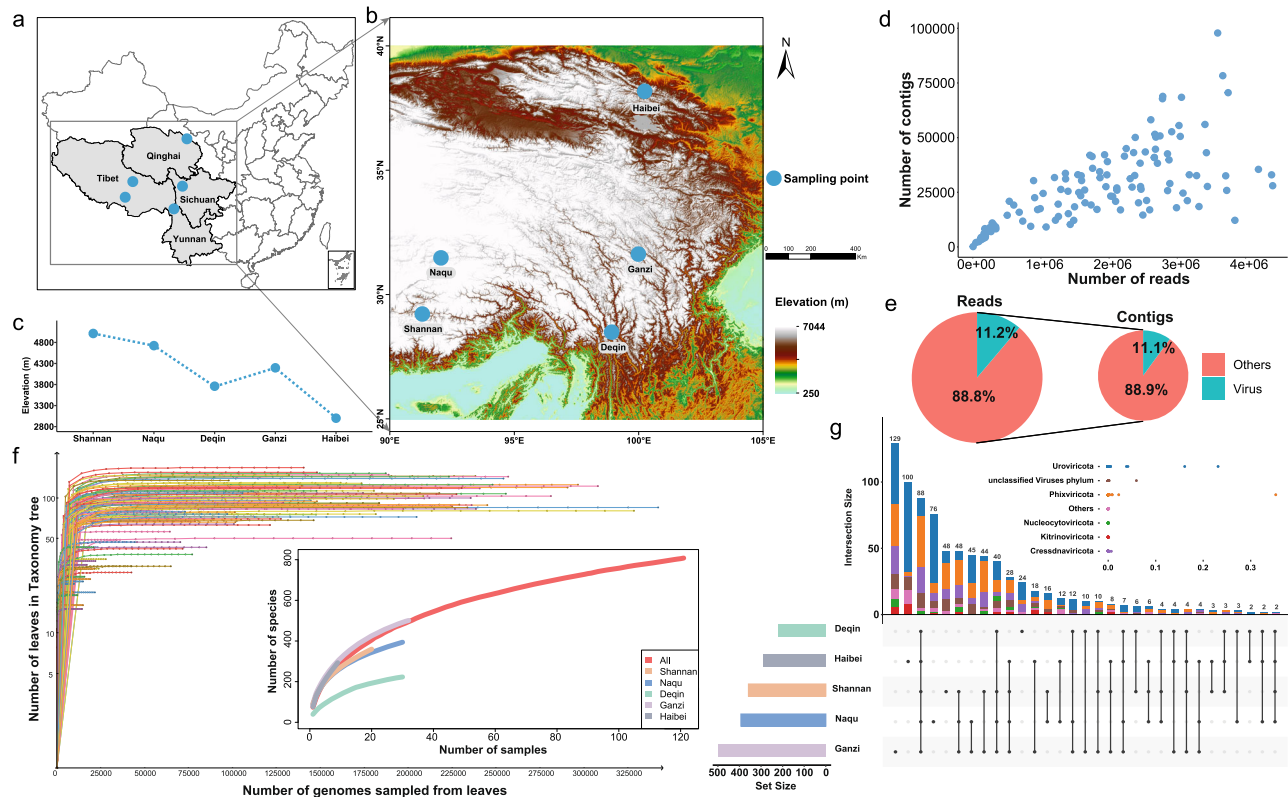 a
Qinghai
Tibet
Sichuan
Yunnan
b
N
40°N
35°N
30°N
25°N
90°E
95°E
100°E
105°E
Haibei
Naqu
Ganzi
Shannan
Deqin
Sampling point
0 100 200 400
Km
Elevation (m)
7044
250
c
Elevation (m)
4800
4300
3800
3300
2800
Shannan
Naqu
Deqin
Ganzi
Haibei
d
Number of contigs
100000
75000
50000
25000
0
0e+00
1e+06
2e+06
3e+06
4e+06
Number of reads
e
Reads
Contigs
11.2%
88.8%
11.1%
88.9%
Others
Virus
f
Number of leaves in Taxonomy tree
100
50
10
5
0
25000
50000
75000
100000
125000
150000
175000
200000
225000
250000
275000
300000
325000
Number of genomes sampled from leaves
Number of species
800
600
400
200
0
0
20
40
60
80
100
120
Number of samples
All
Shannan
Naqu
Deqin
Ganzi
Haibei
g
Intersection Size
100
50
0
129
100
88
76
48
48
45
44
40
28
24
18
16
12
12
10
10
8
7
6
4
4
4
4
3
3
3
2
2
2
Uroviricota
unclassified Viruses phylum
Phixviricota
Others
Nucleocytoviricota
Kitrinoviricota
Cressdnaviricota
0.0
0.1
0.2
0.3
Deqin
Haibei
Shannan
Naqu
Ganzi
500
400
300
200
100
0
Set Size